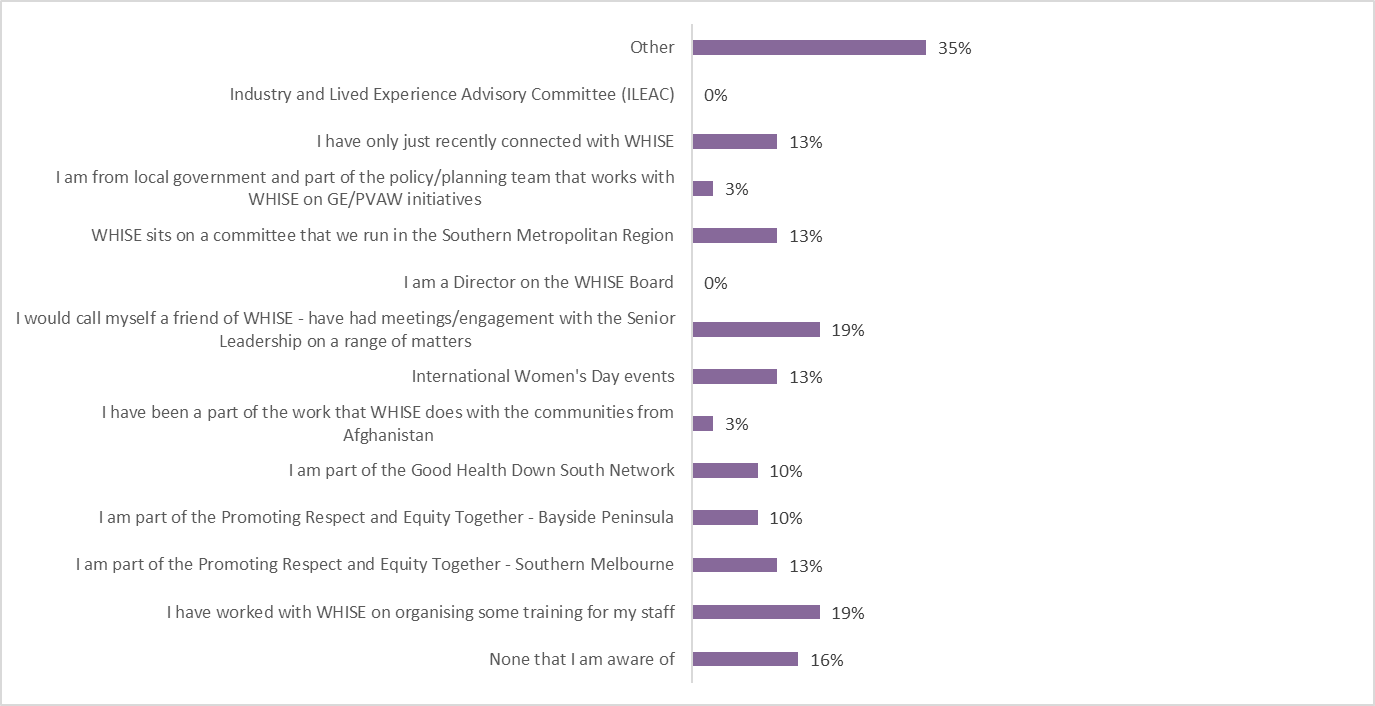 Other
35%
Industry and Lived Experience Advisory Committee (ILEAC)
0%
I have only just recently connected with WHISE
13%
I am from local government and part of the policy/planning team that works with
WHISE on GE/PVAW initiatives
3%
WHISE sits on a committee that we run in the Southern Metropolitan Region
13%
I am a Director on the WHISE Board
0%
I would call myself a friend of WHISE - have had meetings/engagement with the Senior
Leadership on a range of matters
19%
International Women's Day events
13%
I have been a part of the work that WHISE does with the communities from
Afghanistan
3%
I am part of the Good Health Down South Network
10%
I am part of the Promoting Respect and Equity Together - Bayside Peninsula
10%
I am part of the Promoting Respect and Equity Together - Southern Melbourne
13%
I have worked with WHISE on organising some training for my staff
19%
None that I am aware of
16%